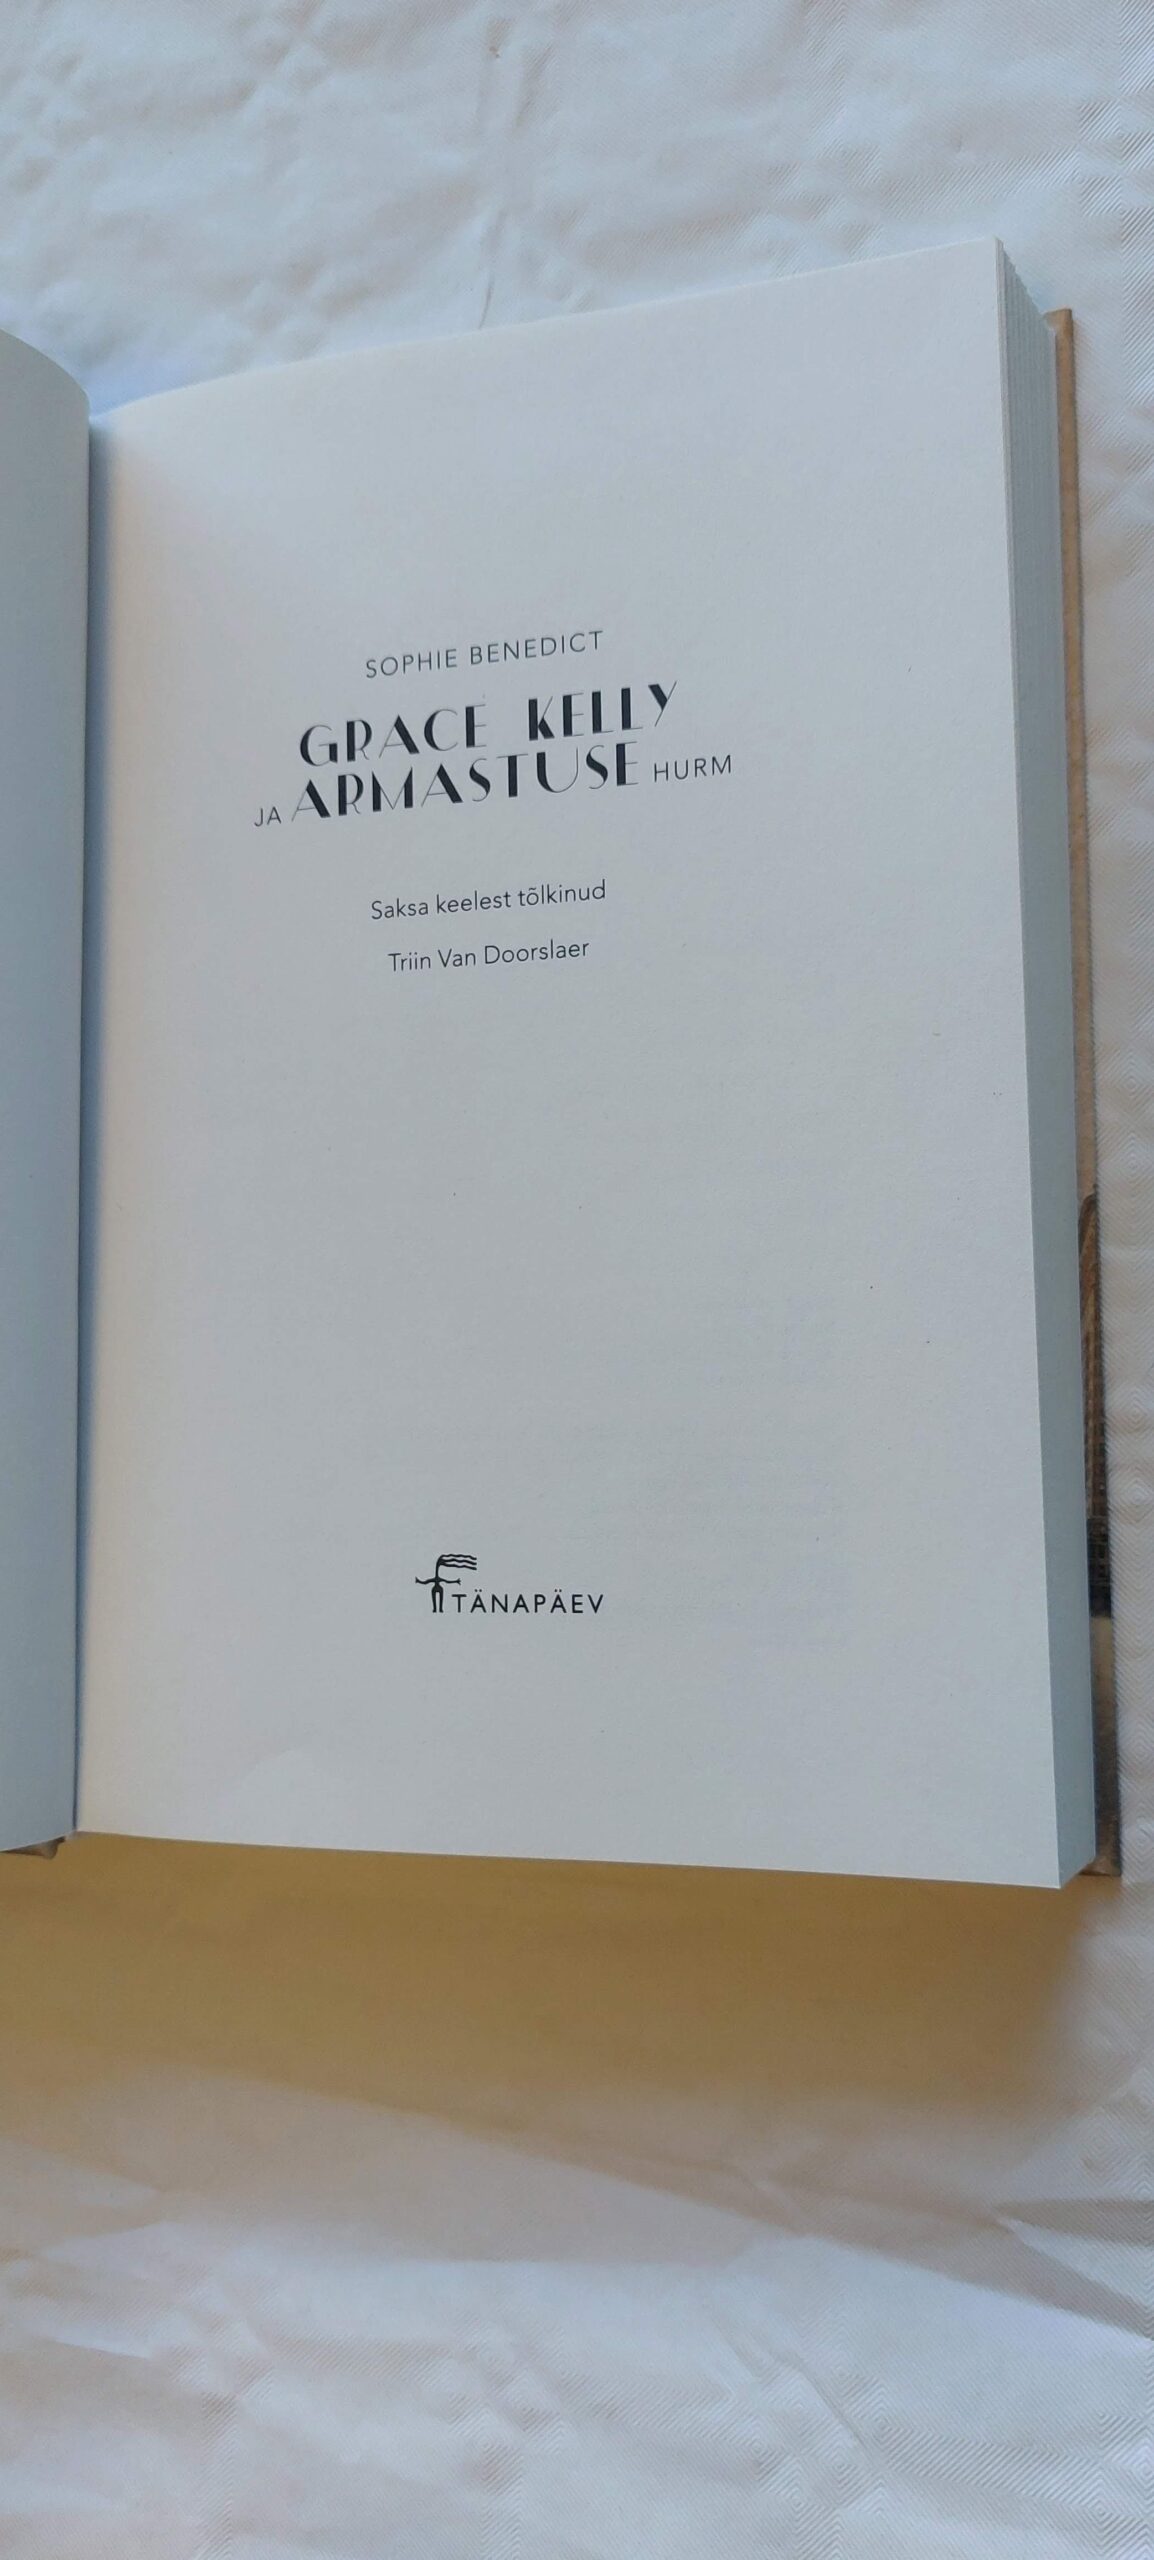 SOPHIE BENEDICT
GRACE KELLY
JA ARMASTUSE HURM
Saksa keelest tõlkinud
Triin Van Doorslaer
TÄNAPÄEV